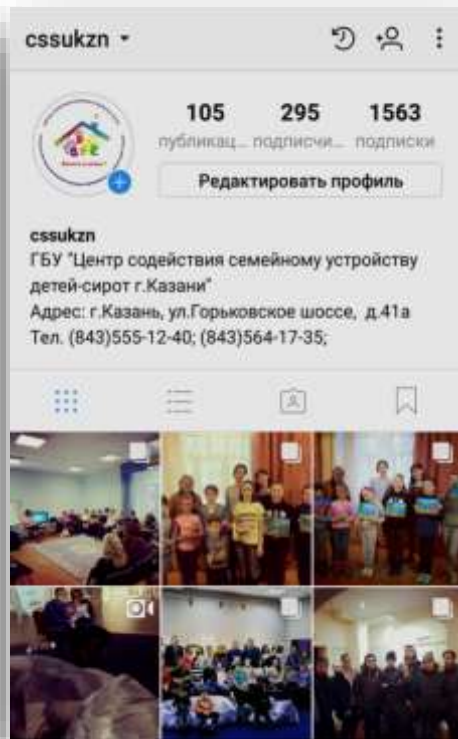 cssukzn
105 295 1563
публикац... подписчи... подписки
Редактировать профиль
cssukzn
ГБУ "Центр содействия семейному устройству
детей-сирот г.Казани"
Адрес: г.Казань, ул.Горьковское шоссе, д.41а
Тел. (843)555-12-40; (843)564-17-35;